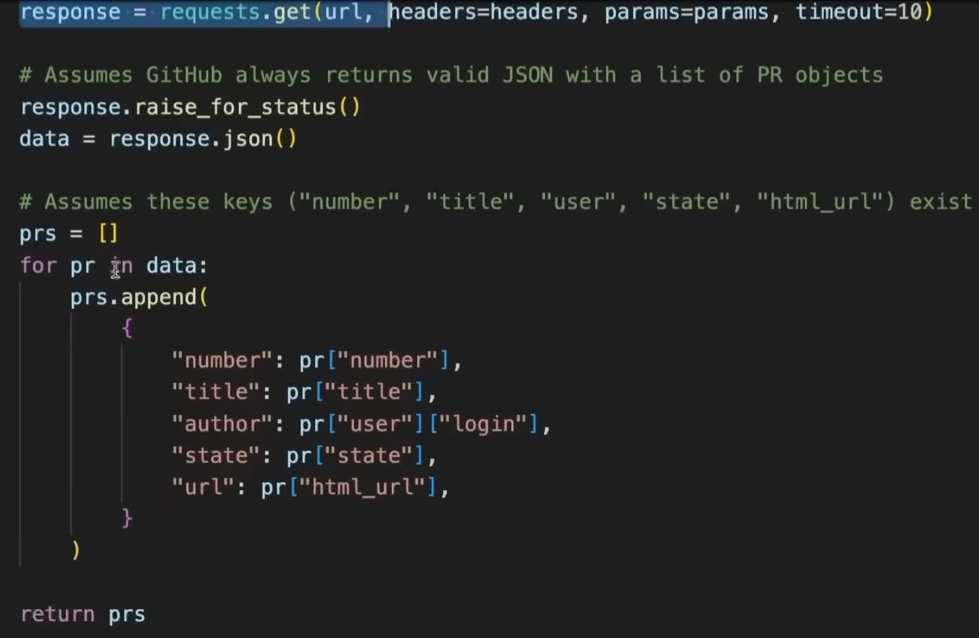 response = requests.get(url, headers=headers, params=params, timeout=10)
# Assumes GitHub always returns valid JSON with a list of PR objects
response.raise_for_status()
data = response.json()
# Assumes these keys ("number", "title", "user", "state", "html_url") exist
prs = []
for pr in data:
prs.append(
{
"number": pr["number"],
"title": pr["title"],
"author": pr["user"]["login"],
"state": pr["state"],
"url": pr["html_url"],
}
)
return prs